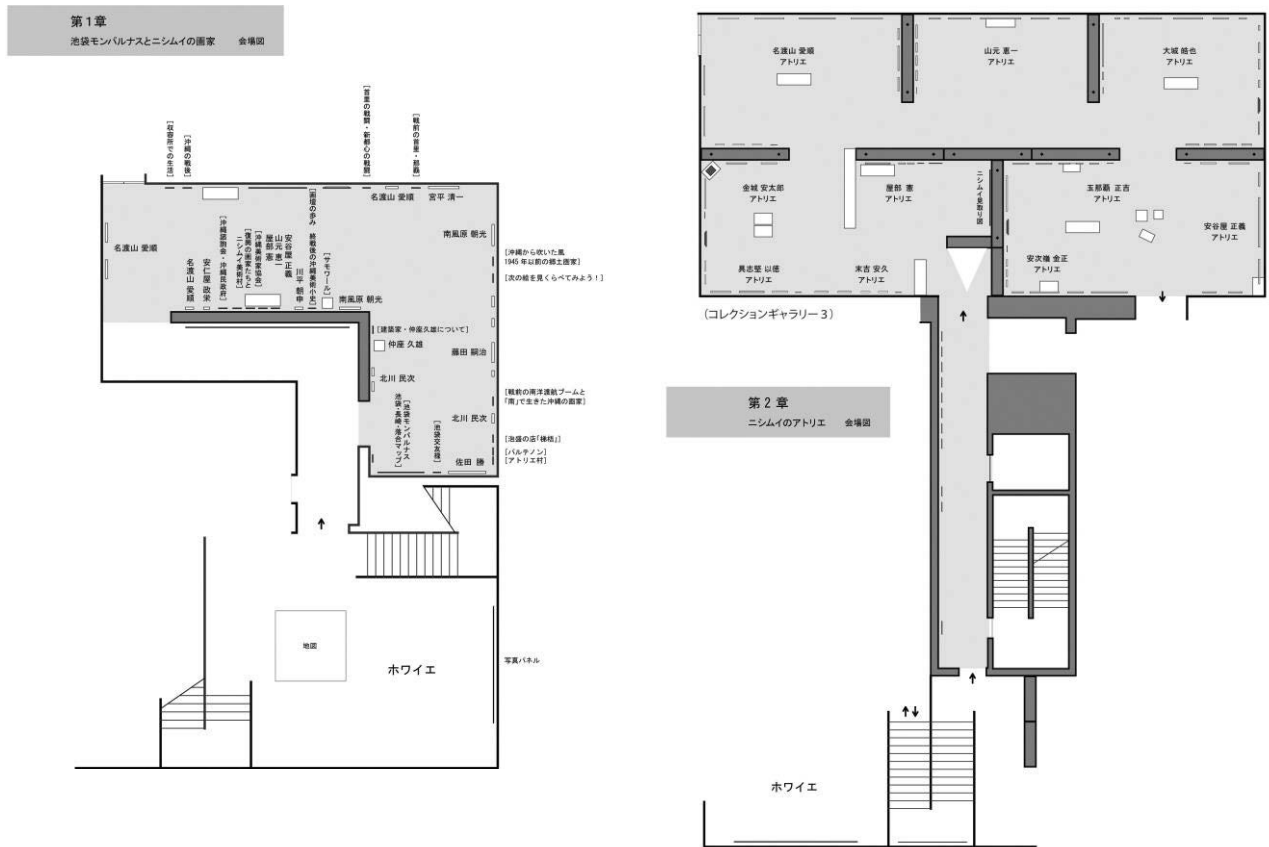 第1章
池袋モンパルナスとニシムイの画家 会場図
[収容所での生活]
[沖縄の戦後]
[首里の戦闘・新都心の戦闘]
[戦前の首里・那覇]
名渡山 愛順
名渡山 愛順
安仁屋 政栄
[沖縄諮詢会・沖縄民政府]
[復興の画家たちと
ニシムイ美術村]
[沖縄美術家協会]
屋部 憲
山元 恵一
安谷屋 正義
川平 朝申
[画壇の歩み 終戦後の沖縄美術小史]
[サモワール]
南風原 朝光
名渡山 愛順
宮平 清一
南風原 朝光
[沖縄から吹いた風
1945年以前の郷土画家]
[次の絵を見くらべてみよう!]
[建築家・仲座久雄について]
仲座 久雄
藤田 嗣治
北川 民次
[戦前の南洋渡航ブームと
「南」で生きた沖縄の画家]
北川 民次
[池袋モンパルナス
池袋・長崎・落合マップ]
[池袋交友録]
[泡盛の店「梯梧」]
[パルテノン]
[アトリエ村]
佐田 勝
地図
ホワイエ
写真パネル
名渡山 愛順
アトリエ
山元 恵一
アトリエ
大城 皓也
アトリエ
金城 安太郎
アトリエ
屋部 憲
アトリエ
ニシムイ見取り図
玉那覇 正吉
アトリエ
安谷屋 正義
アトリエ
具志堅 以徳
アトリエ
末吉 安久
アトリエ
安次嶺 金正
アトリエ
(コレクションギャラリー3)
第2章
ニシムイのアトリエ 会場図
ホワイエ